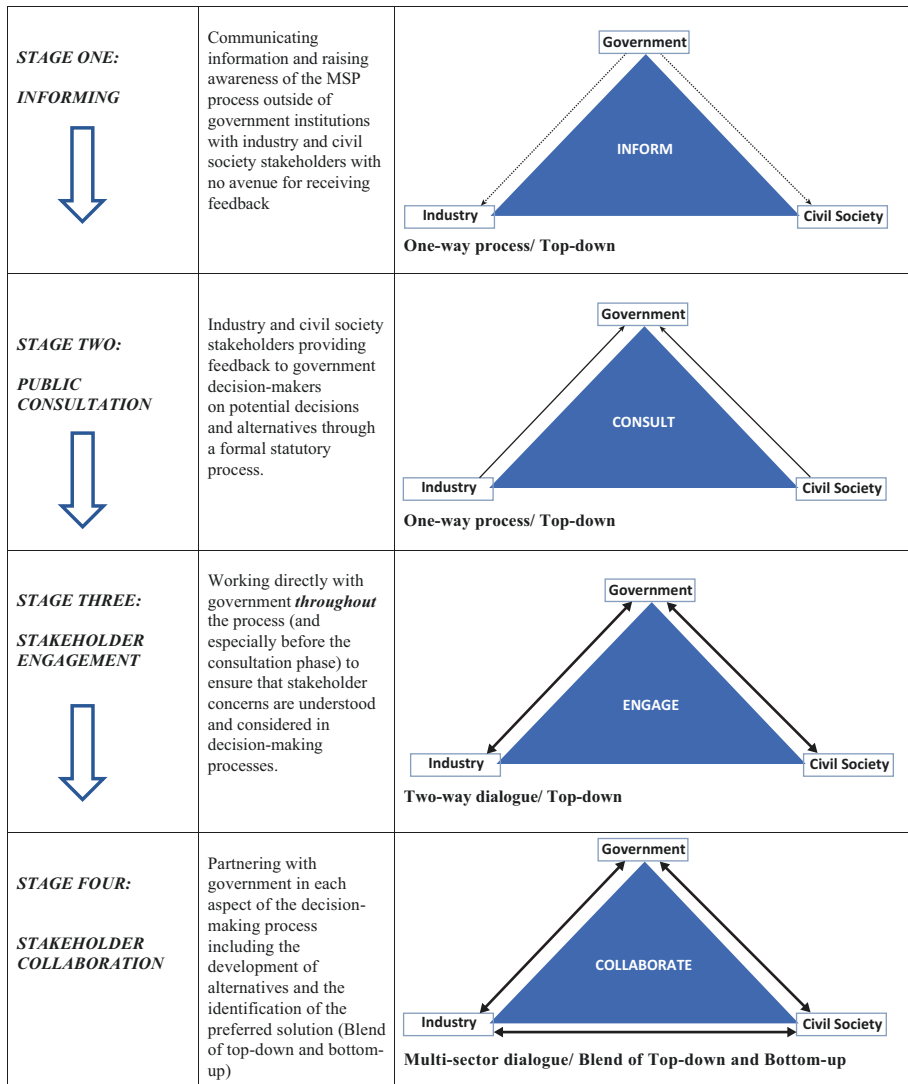 STAGE ONE:
INFORMING
Communicating
information and raising
awareness of the MSP
process outside of
government institutions
with industry and civil
society stakeholders with
no avenue for receiving
feedback
Government
INFORM
Industry
Civil Society
One-way process/ Top-down
STAGE TWO:
PUBLIC
CONSULTATION
Industry and civil society
stakeholders providing
feedback to government
decision-makers
on potential decisions
and alternatives through
a formal statutory
process.
Government
CONSULT
Industry
Civil Society
One-way process/ Top-down
STAGE THREE:
STAKEHOLDER
ENGAGEMENT
Working directly with
government throughout
the process (and
especially before the
consultation phase) to
ensure that stakeholder
concerns are understood
and considered in
decision-making
processes.
Government
ENGAGE
Industry
Civil Society
Two-way dialogue/ Top-down
STAGE FOUR:
STAKEHOLDER
COLLABORATION
Partnering with
government in each
aspect of the decision-
making process
including the
development of
alternatives and the
identification of the
preferred solution (Blend
of top-down and bottom-
up)
Government
COLLABORATE
Industry
Civil Society
Multi-sector dialogue/ Blend of Top-down and Bottom-up